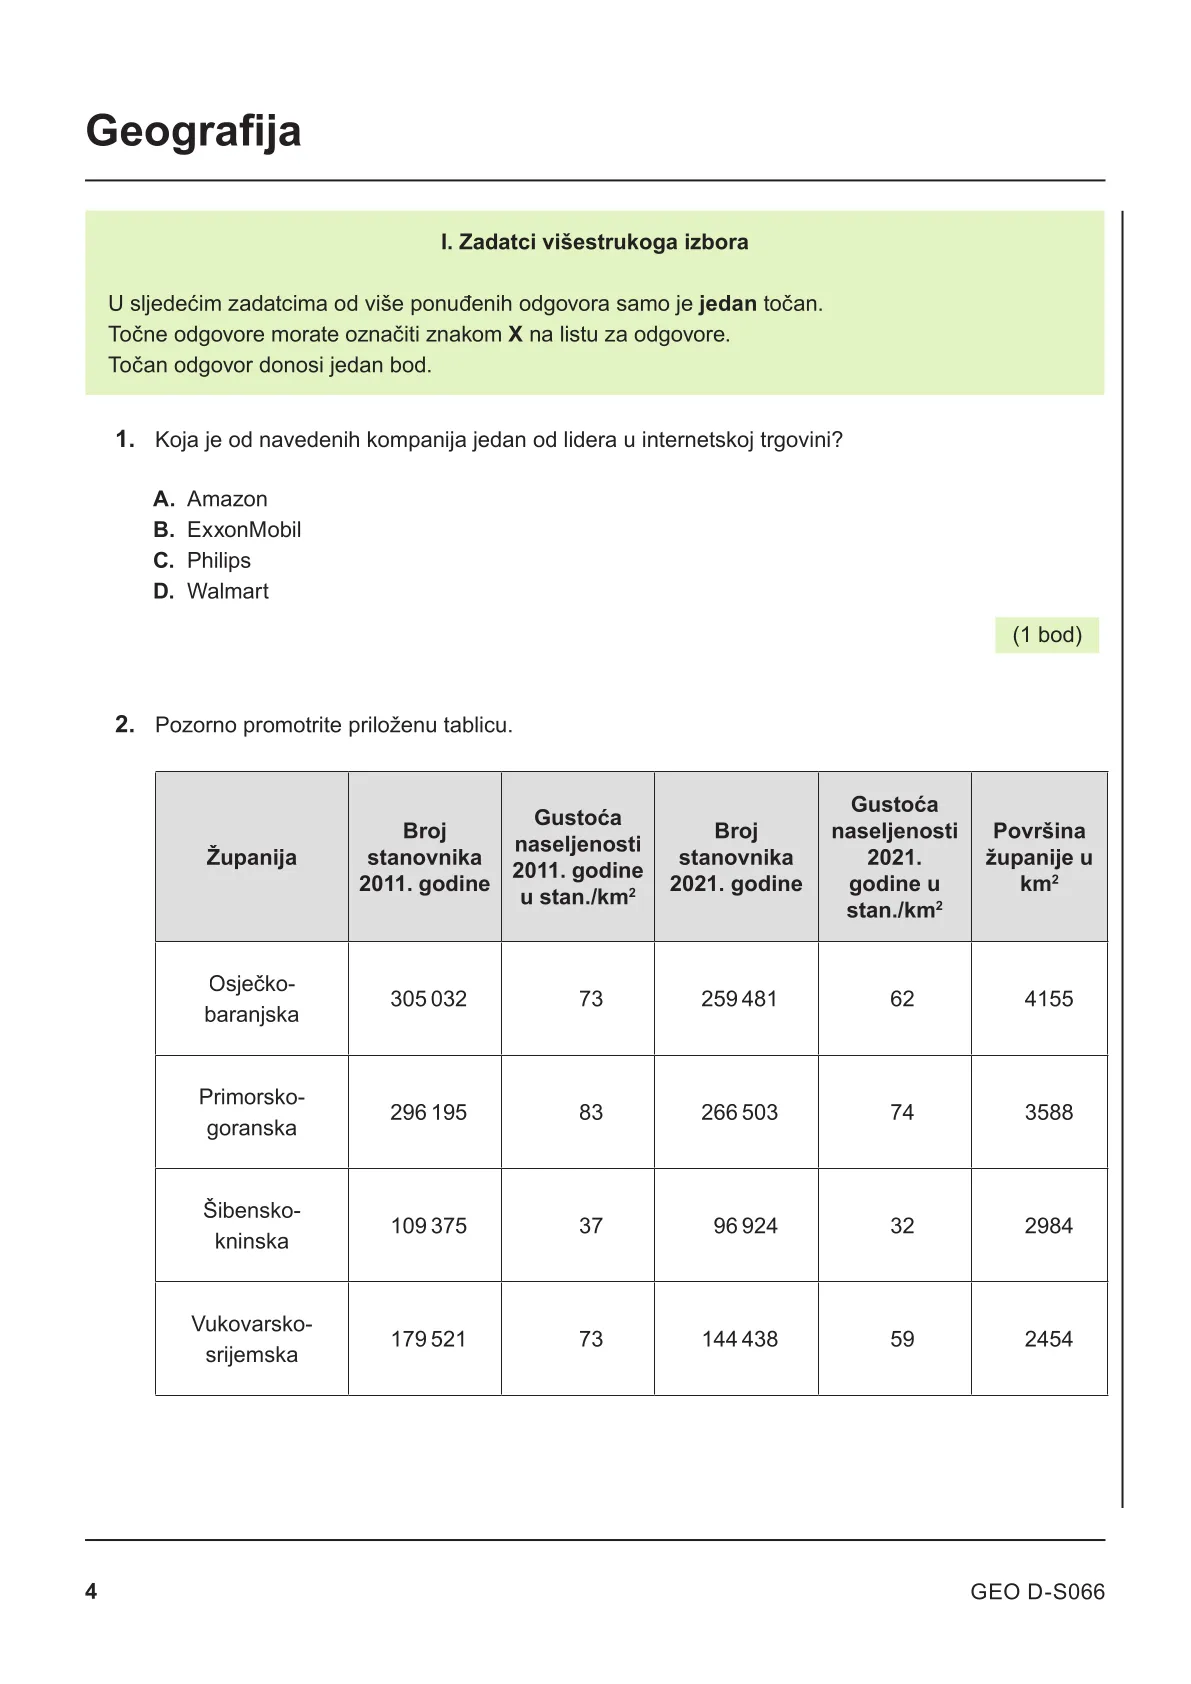 Geografija
I. Zadatci višestrukoga izbora
U sljedećim zadatcima od više ponuđenih odgovora samo je jedan točan.
Točne odgovore morate označiti znakom X na listu za odgovore.
Točan odgovor donosi jedan bod.
1. Koja je od navedenih kompanija jedan od lidera u internetskoj trgovini?
A. Amazon
B. ExxonMobil
C. Philips
D. Walmart
(1 bod)
2. Pozorno promotrite priloženu tablicu.
Županija
Broj
stanovnika
2011. godine
Gustoća
naseljenosti
2011. godine
u stan./km²
Broj
stanovnika
2021. godine
Gustoća
naseljenosti
2021.
godine u
stan./km²
Površina
županije u
km²
Osječko-
baranjska
305 032 73 259 481 62 4155
Primorsko-
goranska
296 195 83 266 503 74 3588
Šibensko-
kninska
109 375 37 96 924 32 2984
Vukovarsko-
srijemska
179 521 73 144 438 59 2454
4 GEO D-S066